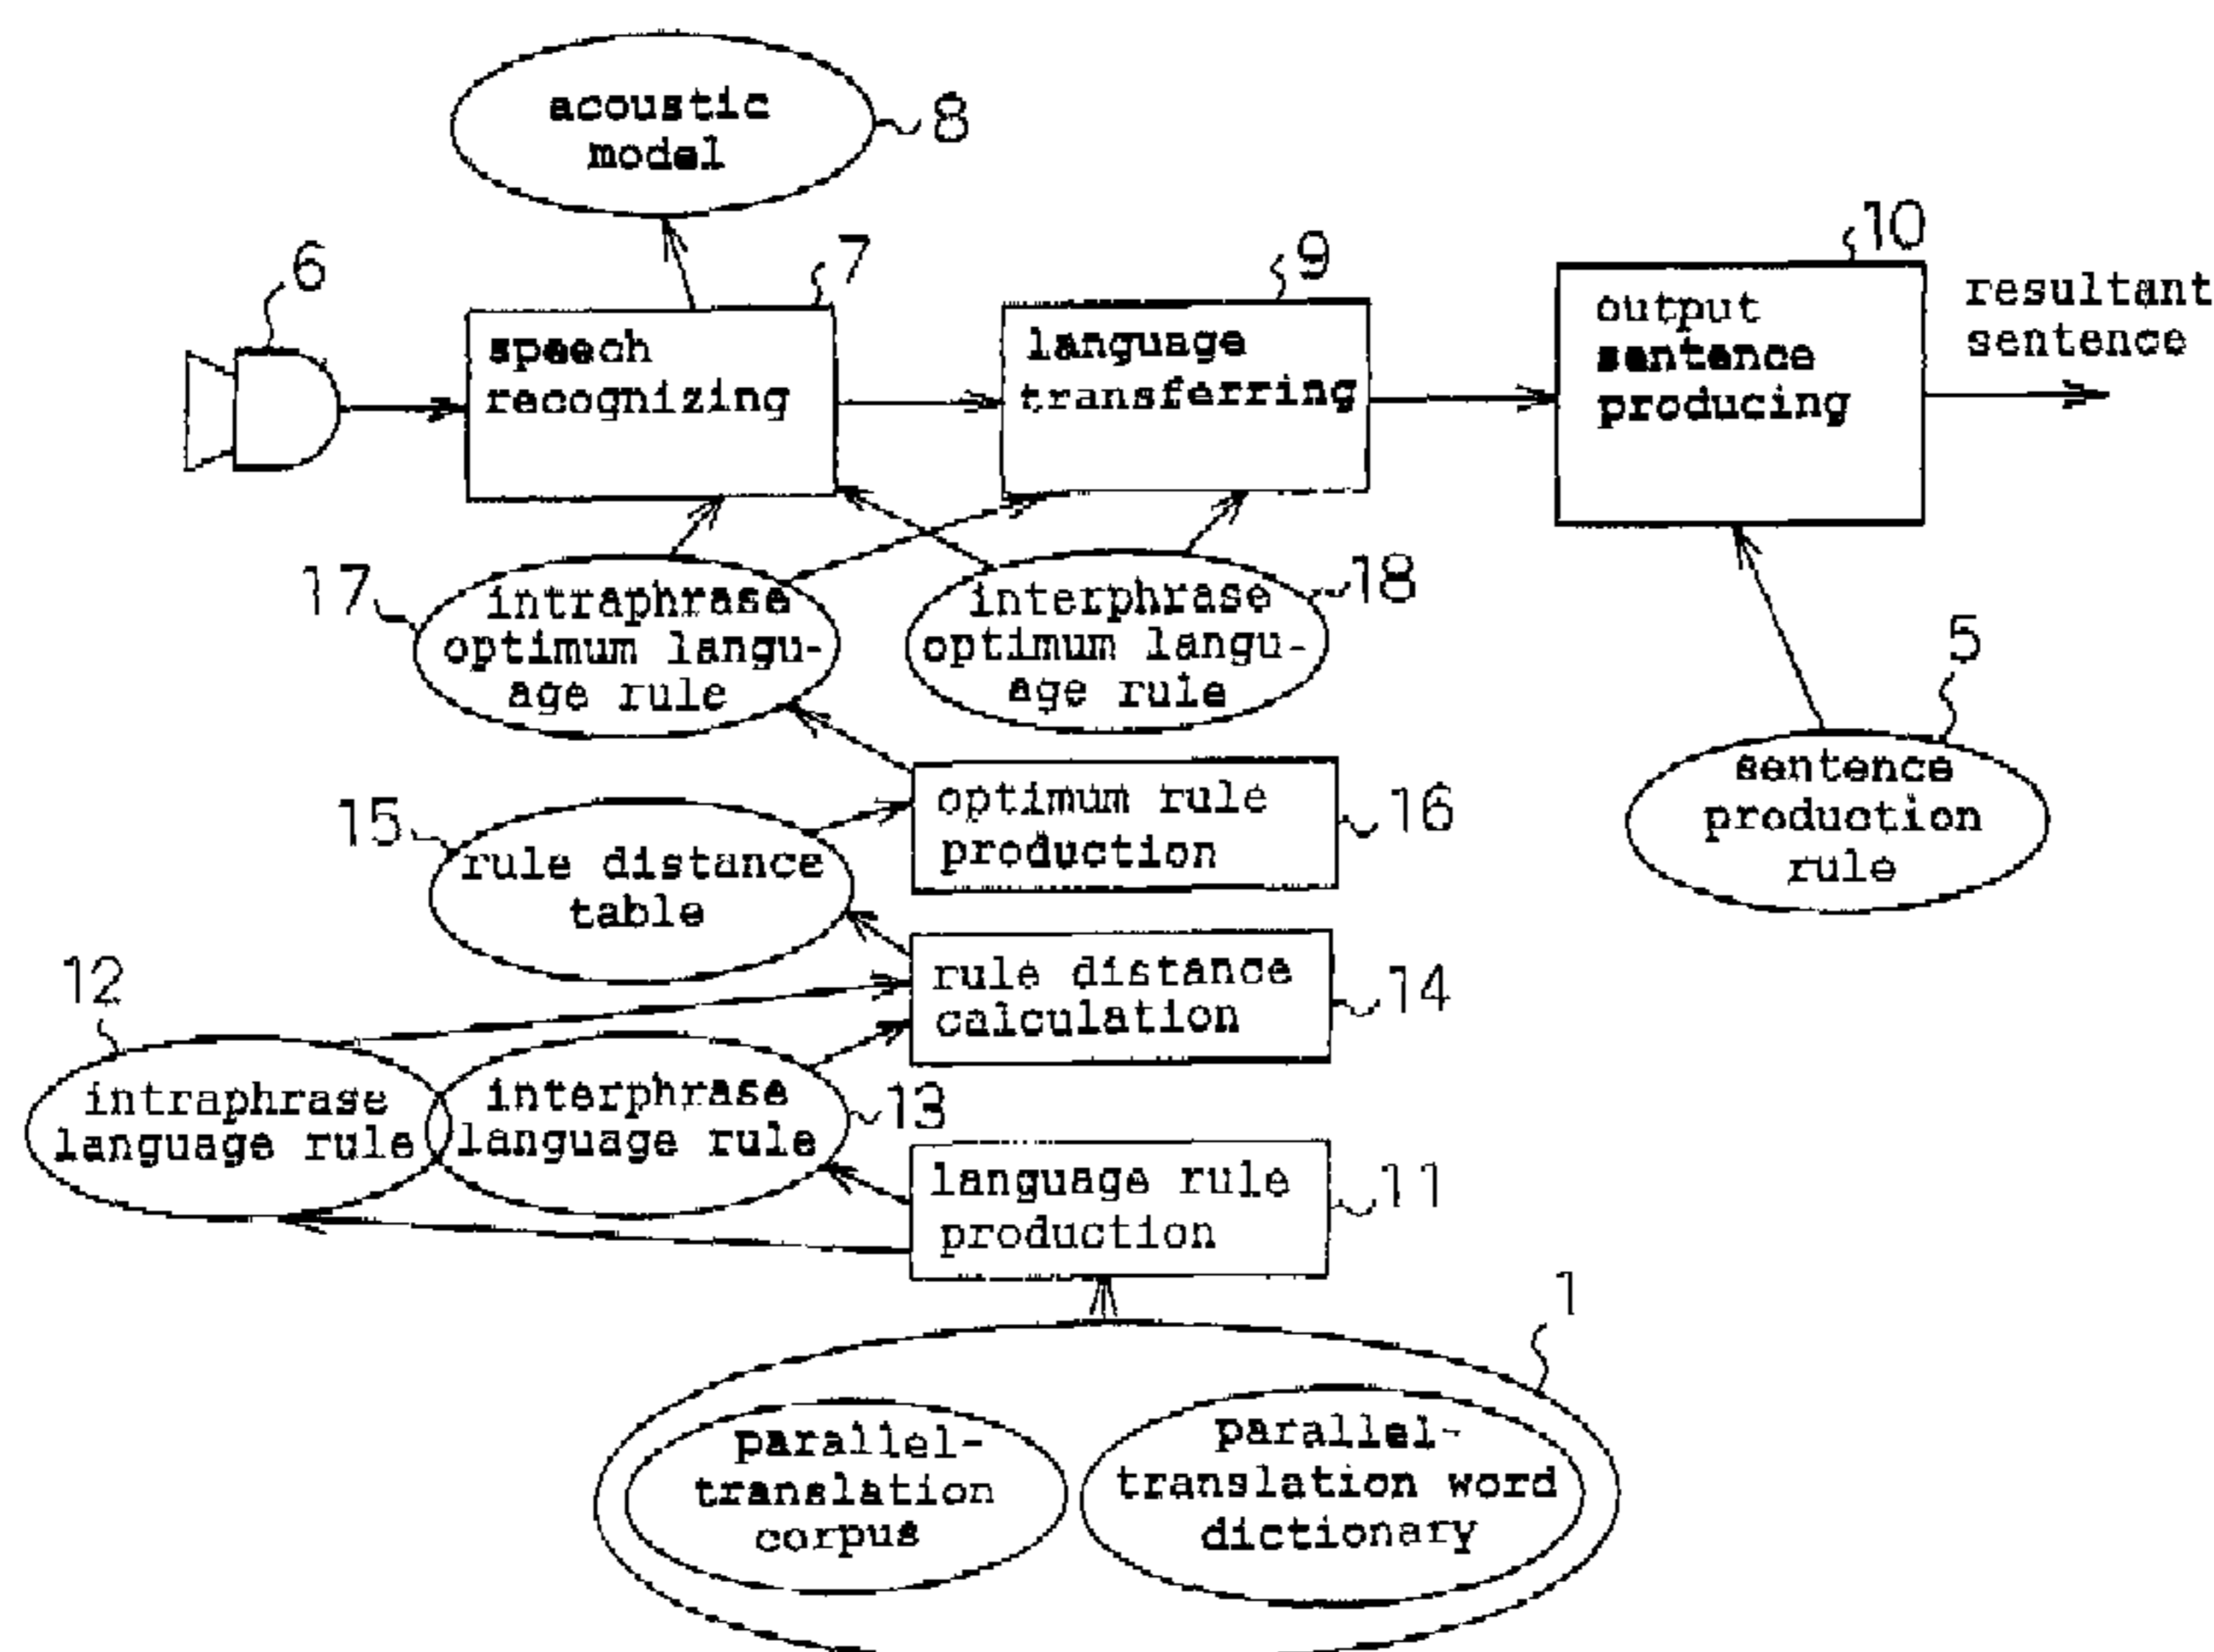 acoustic
model
8
6
7
9
10
speech
recognizing
language
transferring
output
sentence
producing
resultant
sentence
17
intraphrase
optimum langu-
age rule
interphrase
optimum langu-
age rule
18
5
sentence
production
rule
15
rule distance
table
optimum rule
production
16
12
rule distance
calculation
14
intraphrase
language rule
interphrase
language rule
13
language rule
production
11
1
parallel-
translation
corpus
parallel-
translation word
dictionary